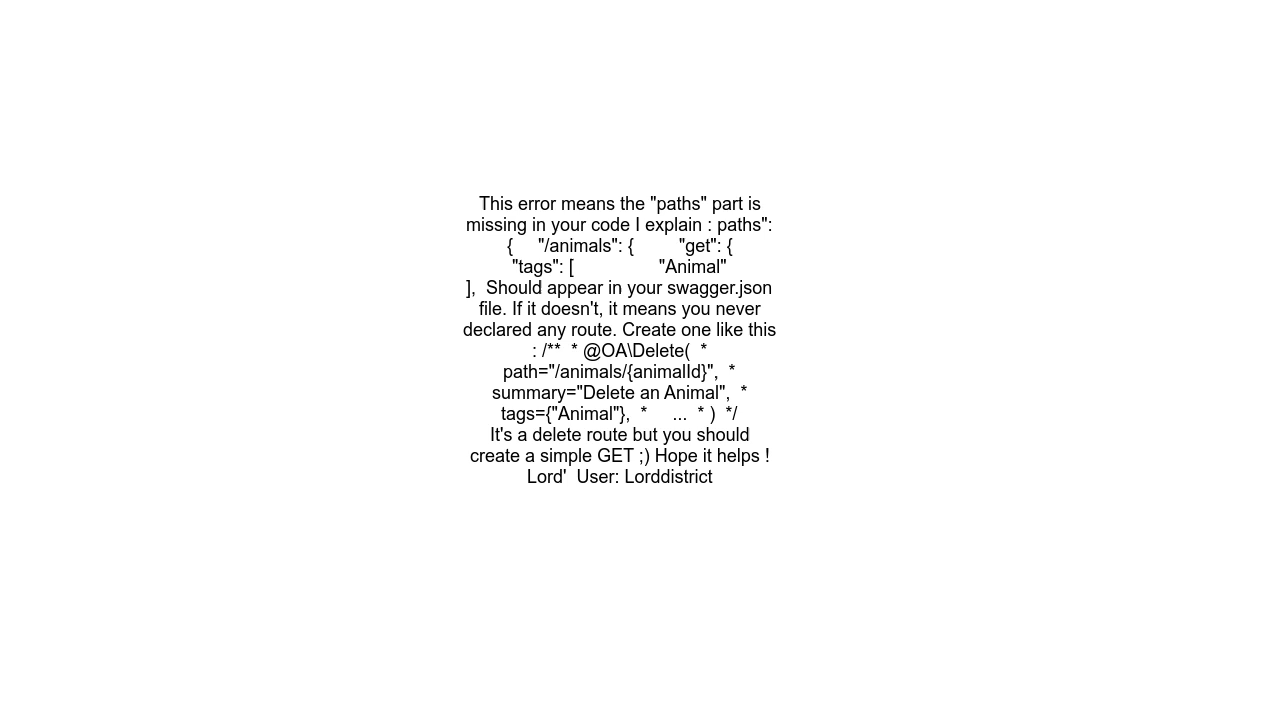 This error means the "paths" part is
missing in your code I explain : paths":
{     "/animals": {         "get": {
"tags": [                 "Animal"
],  Should appear in your swagger.json
file. If it doesn't, it means you never
declared any route. Create one like this
: /**  * @OA\Delete(  *
path="/animals/{animalId}",  *
summary="Delete an Animal",  *
tags={"Animal"},  *     ...  * )  */
It's a delete route but you should
create a simple GET ;) Hope it helps !
Lord'  User: Lorddistrict